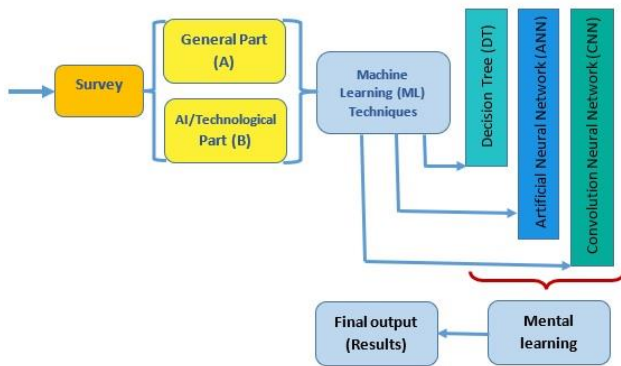 Survey
General Part
(A)
AI/Technological
Part (B)
Machine
Learning (ML)
Techniques
Decision Tree (DT)
Artificial Neural Network (ANN)
Convolution Neural Network (CNN)
Mental
learning
Final output
(Results)